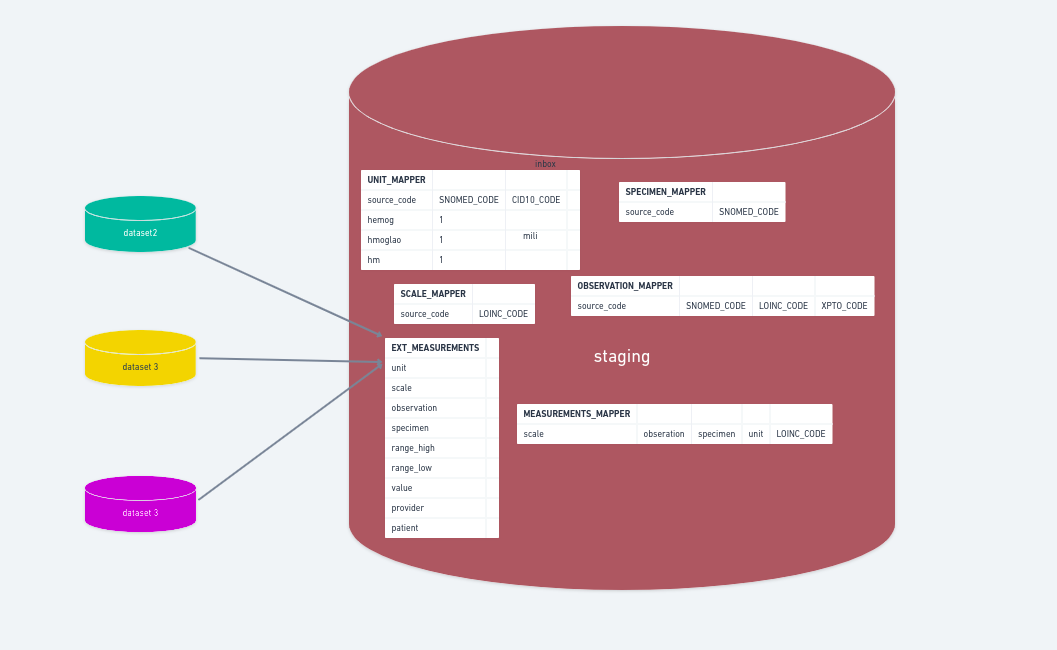 inbox
UNIT_MAPPER
source_code SNOMED_CODE CID10_CODE
hemog 1
hmoglao 1 mili
hm 1
SPECIMEN_MAPPER
source_code SNOMED_CODE
dataset2
SCALE_MAPPER
source_code LOINC_CODE
OBSERVATION_MAPPER
source_code SNOMED_CODE LOINC_CODE XPTO_CODE
dataset 3
EXT_MEASUREMENTS
unit
scale
observation
specimen
range_high
range_low
value
provider
patient
staging
MEASUREMENTS_MAPPER
scale obseration specimen unit LOINC_CODE
dataset 3